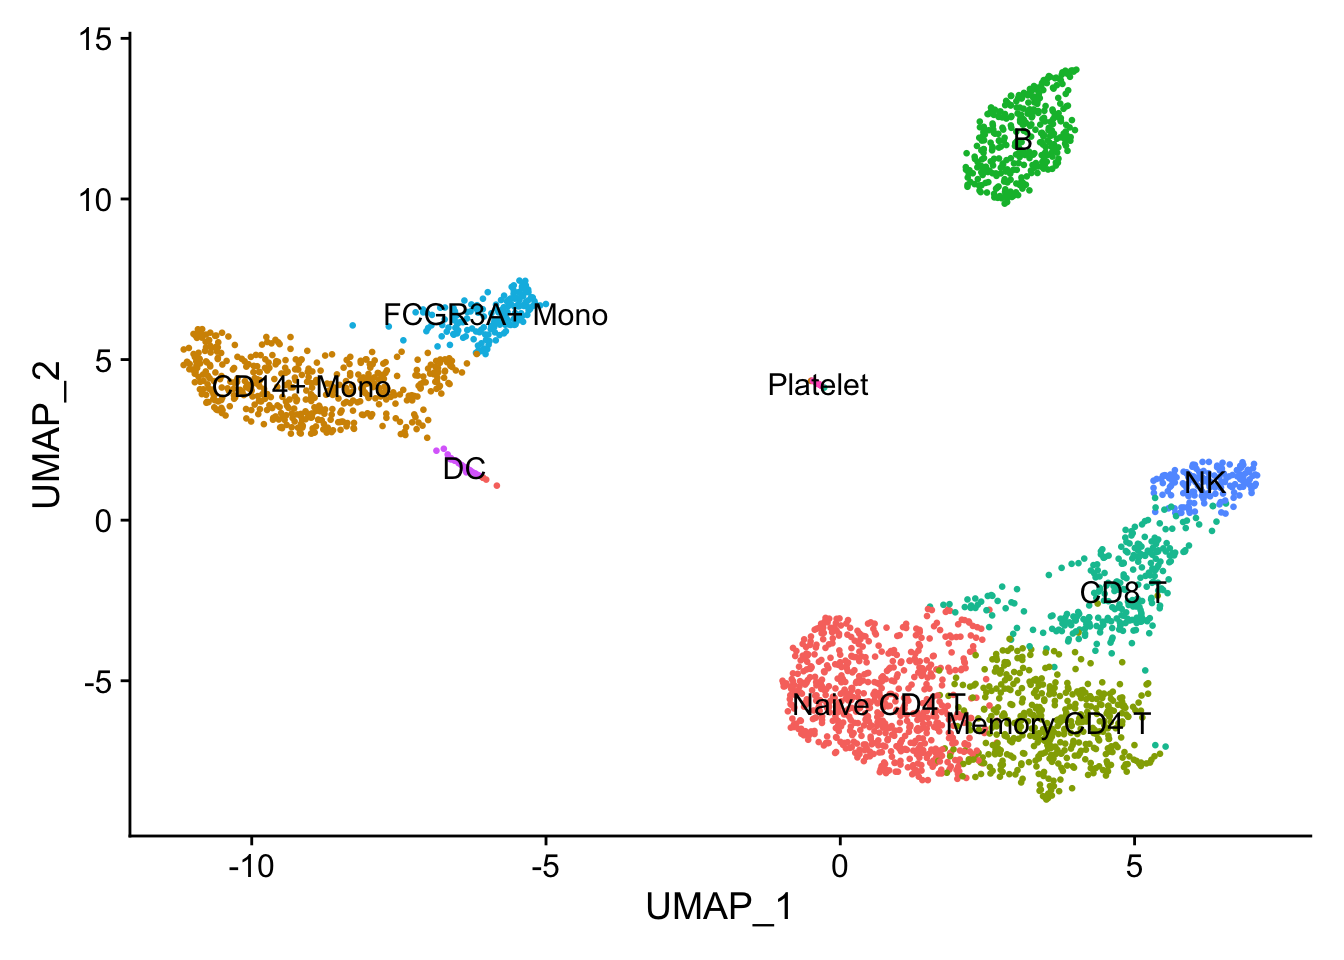 15
10
5
0
-5
UMAP_2
B
FCGR3A+ Mono
CD14+ Mono
Platelet
DC
NK
CD8 T
Naive CD4 T
Memory CD4 T
-10
-5
0
5
UMAP_1